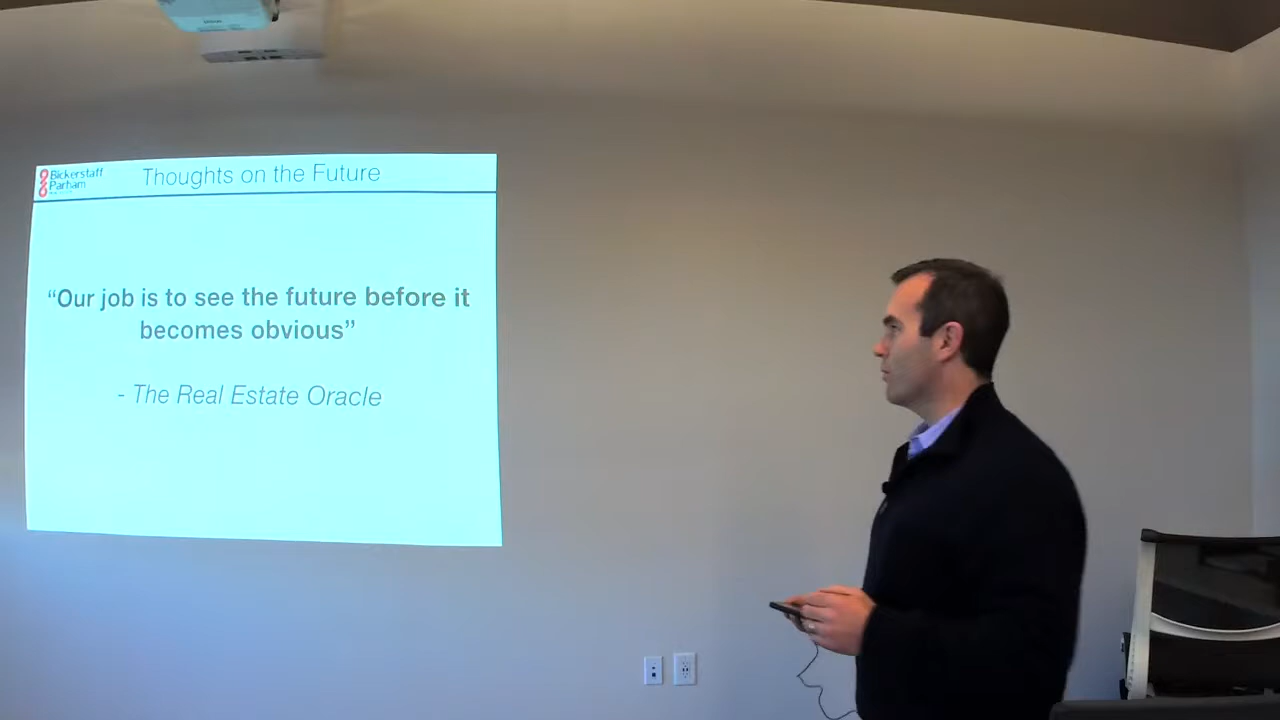 Bickerstaff
Parham
Thoughts on the Future
“Our job is to see the future before it
becomes obvious”
- The Real Estate Oracle